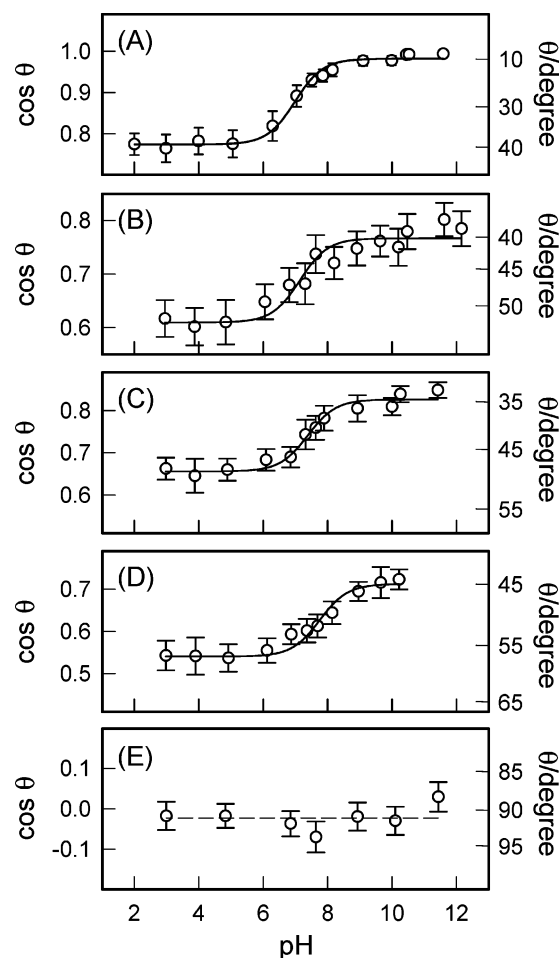 (A)
cos θ
1.0
0.9
0.8
θ/degree
10
30
40
(B)
cos θ
0.8
0.7
0.6
θ/degree
40
45
50
(C)
cos θ
0.8
0.7
0.6
θ/degree
35
45
55
(D)
cos θ
0.7
0.6
0.5
θ/degree
45
55
65
(E)
cos θ
0.1
0.0
-0.1
θ/degree
85
90
95
2 4 6 8 10 12
pH